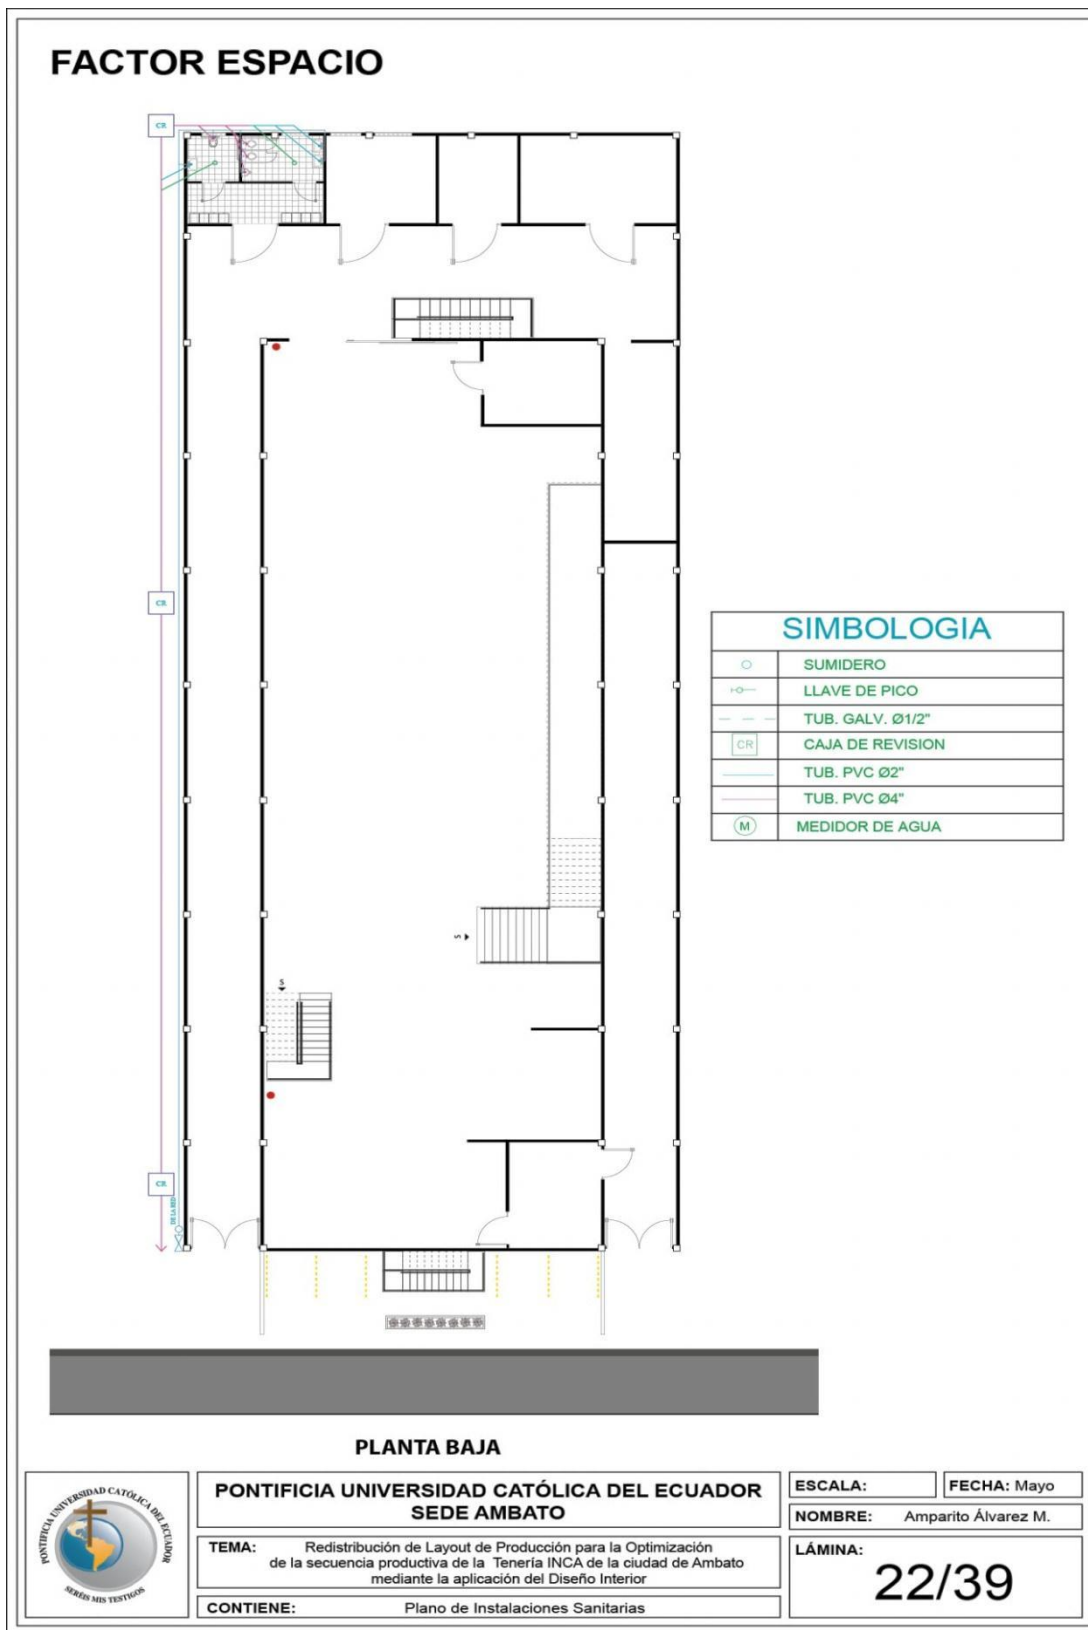 FACTOR ESPACIO
CR
CR
S
S
CR
DE LA RED
SIMBOLOGIA
SUMIDERO
LLAVE DE PICO
TUB. GALV. Ø1/2"
CR CAJA DE REVISION
TUB. PVC Ø2"
TUB. PVC Ø4"
M MEDIDOR DE AGUA
PLANTA BAJA
PONTIFICIA UNIVERSIDAD CATÓLICA DEL ECUADOR
SERÉIS MIS TESTIGOS
PONTIFICIA UNIVERSIDAD CATÓLICA DEL ECUADOR
SEDE AMBATO
TEMA: Redistribución de Layout de Producción para la Optimización
de la secuencia productiva de la Tenería INCA de la ciudad de Ambato
mediante la aplicación del Diseño Interior
CONTIENE: Plano de Instalaciones Sanitarias
ESCALA:
FECHA: Mayo
NOMBRE: Amparito Álvarez M.
LÁMINA:
22/39